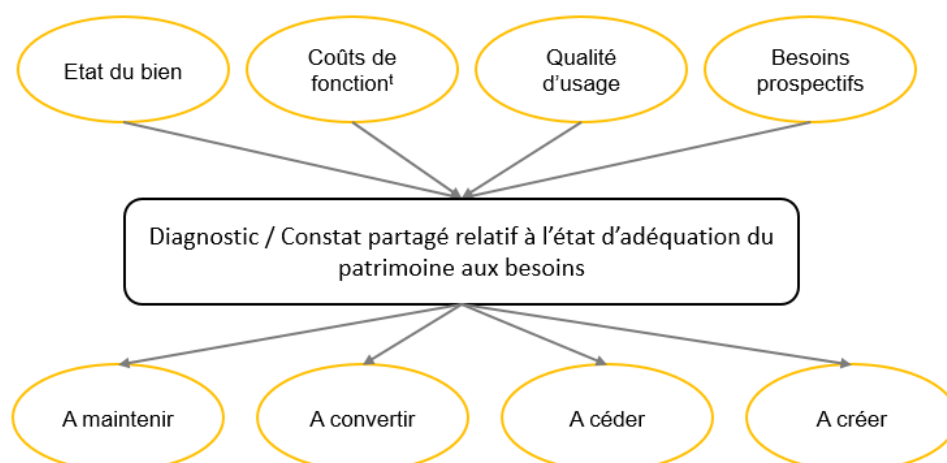 Etat du bien
Coûts de
fonctionᵗ
Qualité
d'usage
Besoins
prospectifs
Diagnostic / Constat partagé relatif à l'état d'adéquation du
patrimoine aux besoins
A maintenir
A convertir
A céder
A créer